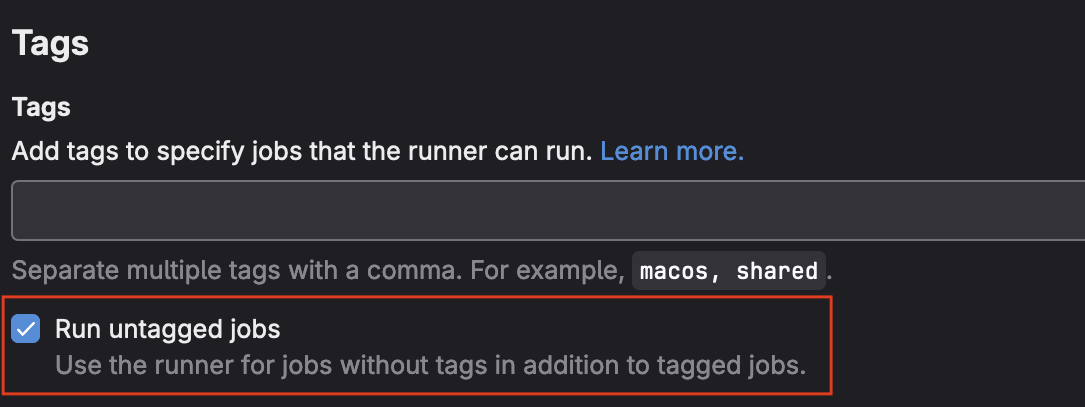 Tags
Tags
Add tags to specify jobs that the runner can run. Learn more.
Separate multiple tags with a comma. For example, macos, shared.
Run untagged jobs
Use the runner for jobs without tags in addition to tagged jobs.